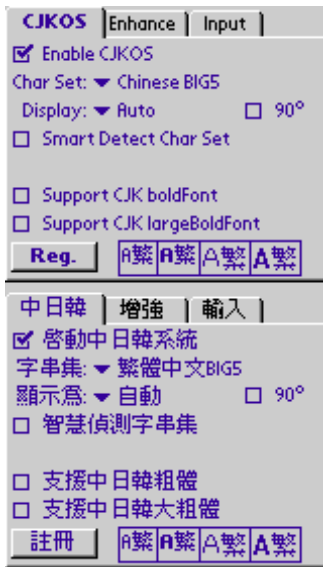 CJKOS Enhance Input
Enable CJKOS
Char Set: Chinese BIG5
Display: Auto 90°
Smart Detect Char Set
Support CJK boldFont
Support CJK largeBoldFont
Reg. A繁 A繁 A繁 A繁
中日韓 增強 輸入
啓動中日韓系統
字串集: 繁體中文BIG5
顯示為: 自動 90°
智慧偵測字串集
支援中日韓粗體
支援中日韓大粗體
註冊 A繁 A繁 A繁 A繁